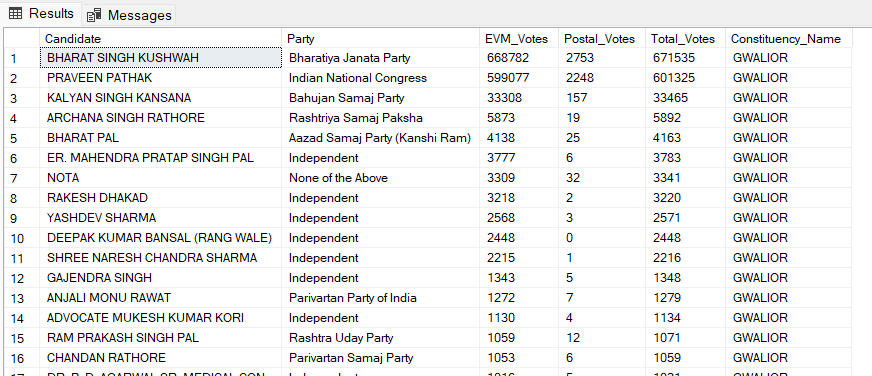 Results Messages
Candidate Party EVM_Votes Postal_Votes Total_Votes Constituency_Name
1 BHARAT SINGH KUSHWAH Bharatiya Janata Party 668782 2753 671535 GWALIOR
2 PRAVEEN PATHAK Indian National Congress 599077 2248 601325 GWALIOR
3 KALYAN SINGH KANSANA Bahujan Samaj Party 33308 157 33465 GWALIOR
4 ARCHANA SINGH RATHORE Rashtriya Samaj Paksha 5873 19 5892 GWALIOR
5 BHARAT PAL Aazad Samaj Party (Kanshi Ram) 4138 25 4163 GWALIOR
6 ER. MAHENDRA PRATAP SINGH PAL Independent 3777 6 3783 GWALIOR
7 NOTA None of the Above 3309 32 3341 GWALIOR
8 RAKESH DHAKAD Independent 3218 2 3220 GWALIOR
9 YASHDEV SHARMA Independent 2568 3 2571 GWALIOR
10 DEEPAK KUMAR BANSAL (RANG WALE) Independent 2448 0 2448 GWALIOR
11 SHREE NARESH CHANDRA SHARMA Independent 2215 1 2216 GWALIOR
12 GAJENDRA SINGH Independent 1343 5 1348 GWALIOR
13 ANJALI MONU RAWAT Parivartan Party of India 1272 7 1279 GWALIOR
14 ADVOCATE MUKESH KUMAR KORI Independent 1130 4 1134 GWALIOR
15 RAM PRAKASH SINGH PAL Rashtra Uday Party 1059 12 1071 GWALIOR
16 CHANDAN RATHORE Parivartan Samaj Party 1053 6 1059 GWALIOR